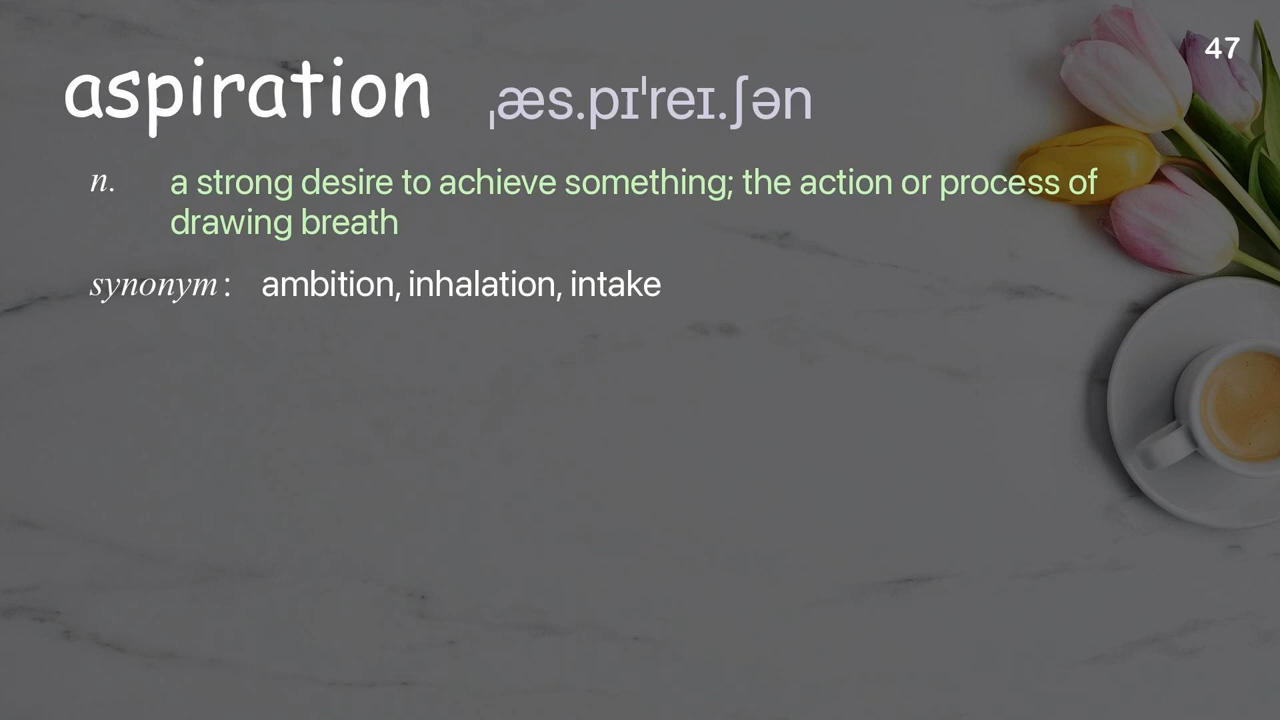 47
aspiration ˌæs.pɪˈreɪ.ʃən
n. a strong desire to achieve something; the action or process of
drawing breath
synonym : ambition, inhalation, intake